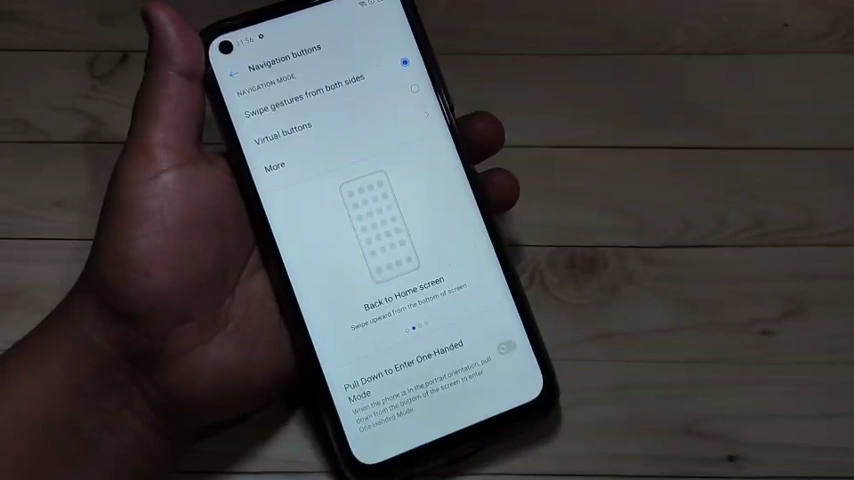 11:56
Navigation buttons
NAVIGATION MODE
Swipe gestures from both sides
Virtual buttons
More
Back to Home screen
Swipe upward from the bottom of screen
Pull Down to Enter One-Handed
Mode
When the phone is in the portrait orientation, pull
down from the bottom of the screen to enter
One-Handed Mode.